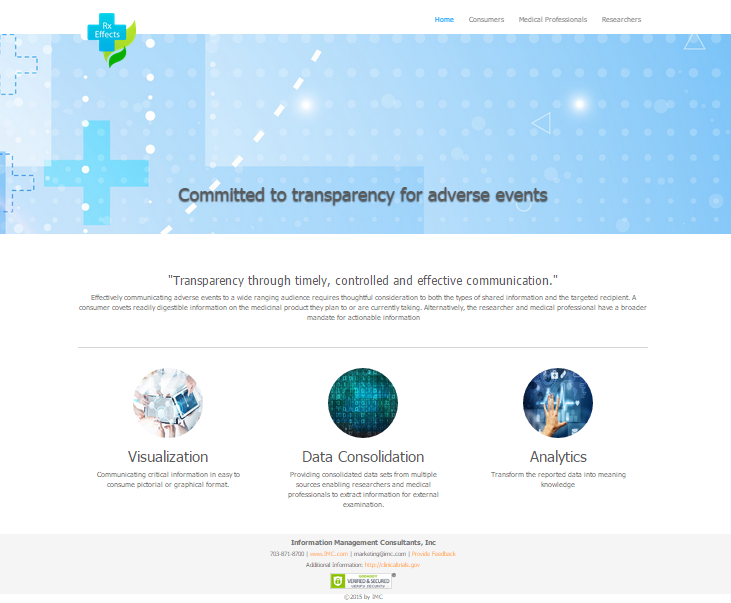 Rx
Effects
Home Consumers Medical Professionals Researchers
Committed to transparency for adverse events
"Transparency through timely, controlled and effective communication."
Effectively communicating adverse events to a wide ranging audience requires thoughtful consideration to both the types of shared information and the targeted recipient. A
consumer covets readily digestible information on the medicinal product they plan to or are currently taking. Alternatively, the researcher and medical professional have a broader
mandate for actionable information
Visualization Data Consolidation Analytics
Communicating critical information in easy to
consume pictorial or graphical format.
Providing consolidated data sets from multiple
sources enabling researchers and medical
professionals to extract information for external
examination.
Transform the reported data into meaning
knowledge
Information Management Consultants, Inc
703-871-8700 | www.IMC.com | marketing@imc.com | Provide Feedback
Additional Information: http://clinicaltrials.gov
VERIFIED & SECURED
VERIFY SECURITY
©2015 by IMC